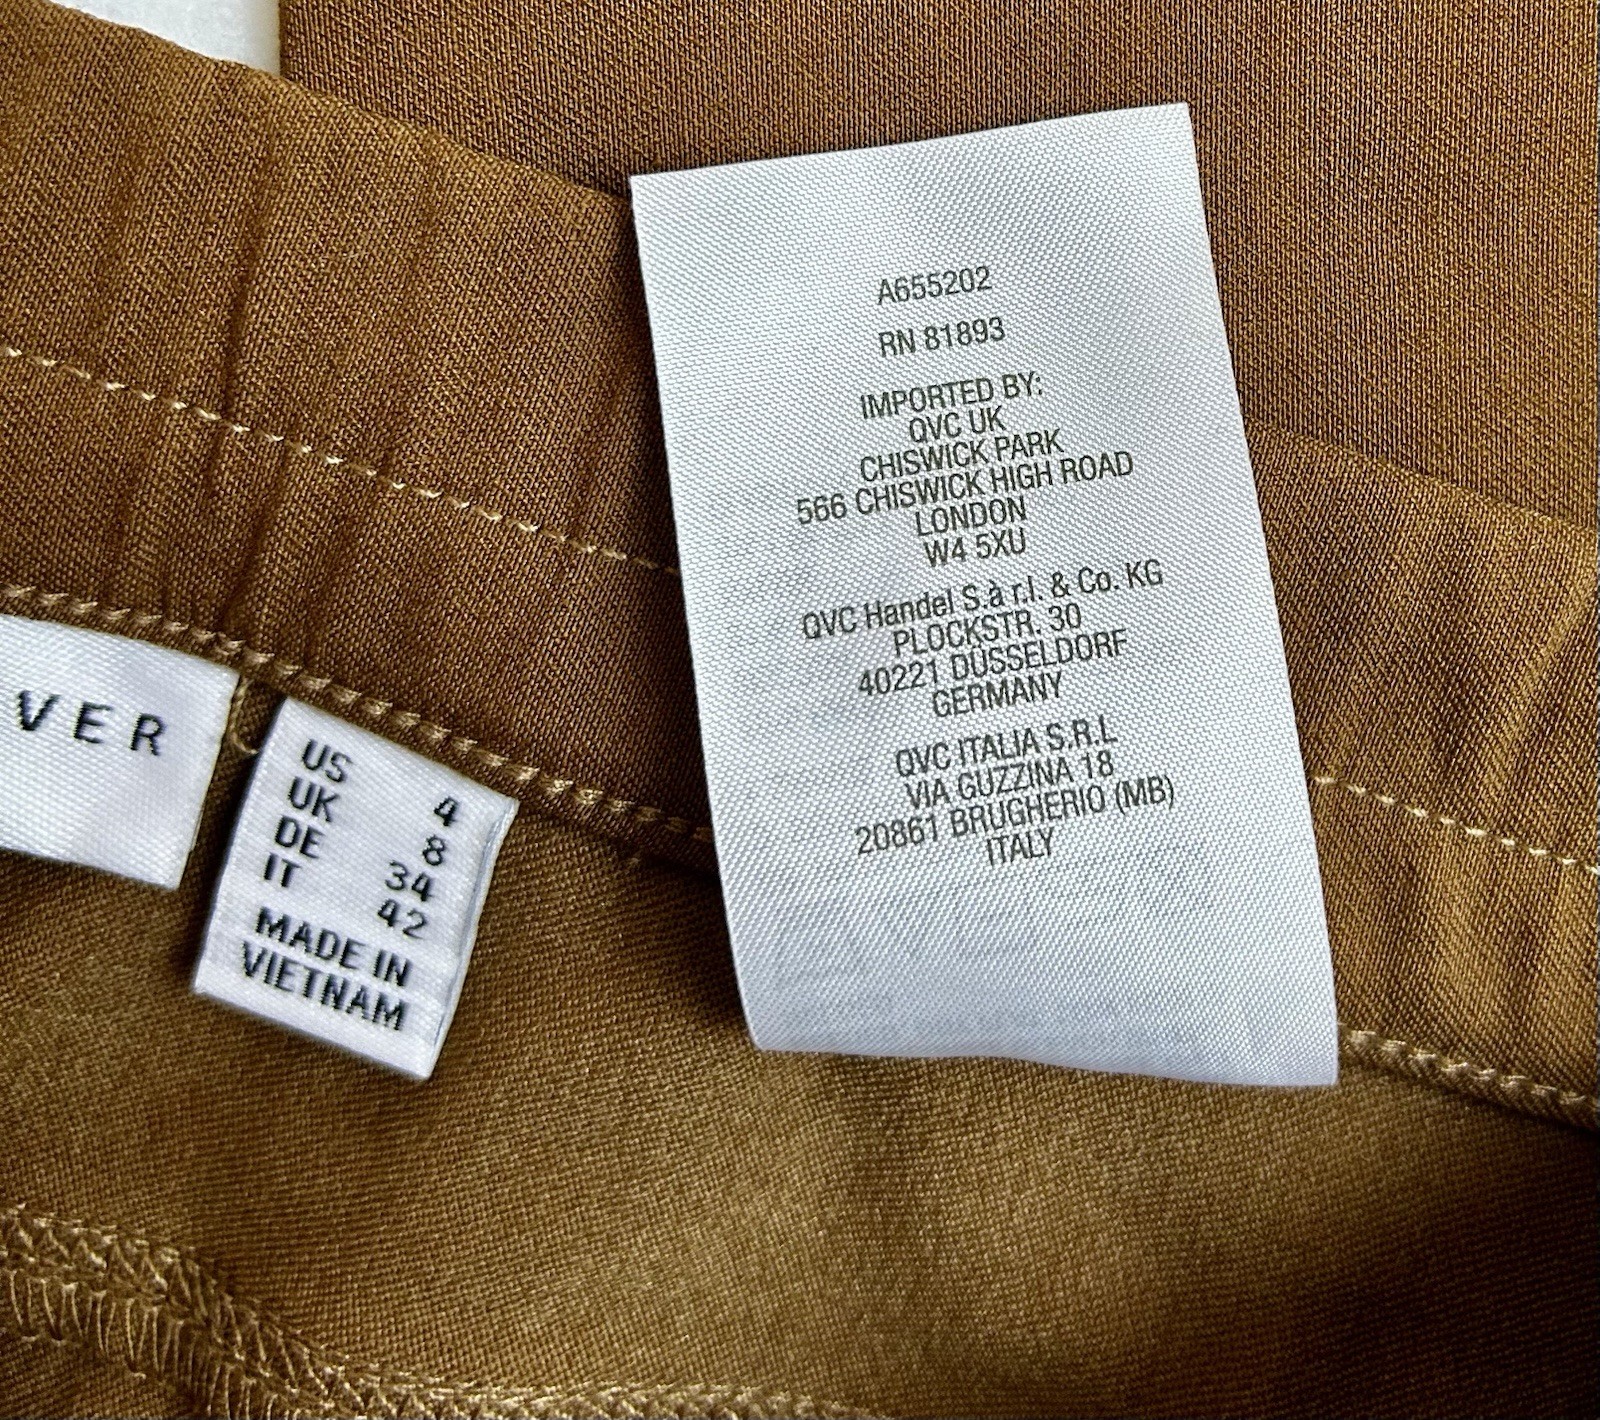 VER
US 4
UK 8
DE 34
IT 42
MADE IN
VIETNAM
A655202
RN 81893
IMPORTED BY:
QVC UK
CHISWICK PARK
566 CHISWICK HIGH ROAD
LONDON
W4 5XU
QVC Handel S.à r.l. & Co. KG
PLOCKSTR. 30
40221 DÜSSELDORF
GERMANY
QVC ITALIA S.R.L
VIA GUZZINA 18
20861 BRUGHERIO (MB)
ITALY